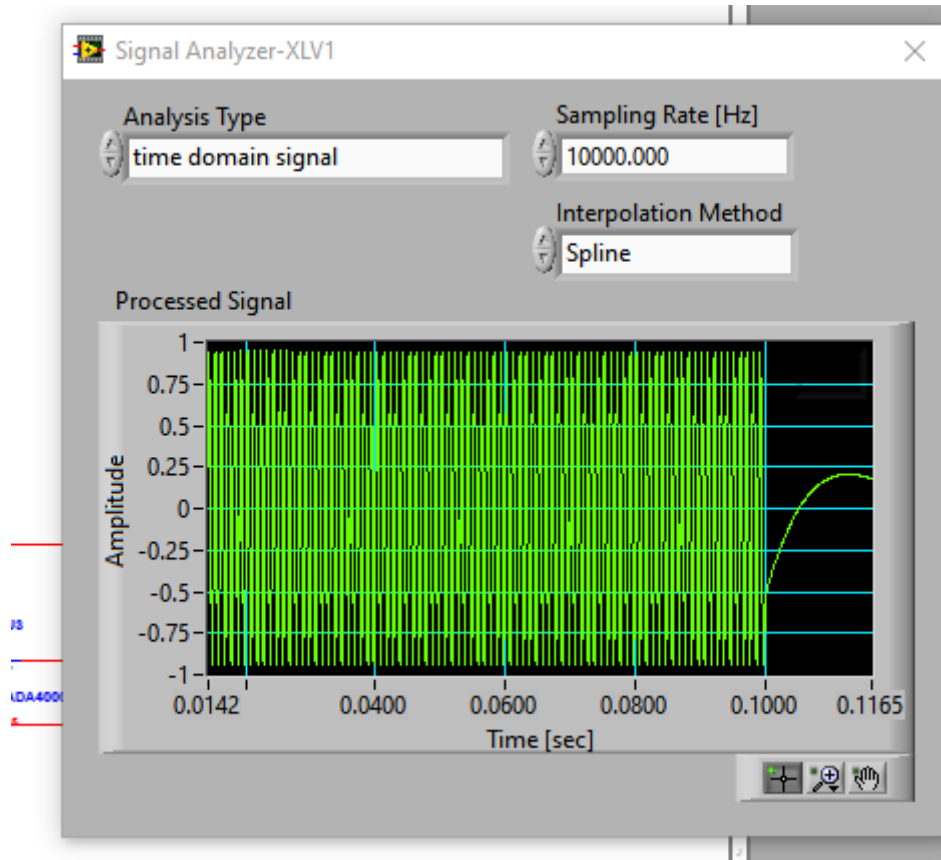 Signal Analyzer-XLV1
Analysis Type
time domain signal
Sampling Rate [Hz]
10000.000
Interpolation Method
Spline
Processed Signal
1
0.75
0.5
0.25
0
-0.25
-0.5
-0.75
-1
Amplitude
0.0142 0.0400 0.0600 0.0800 0.1000 0.1165
Time [sec]
ADA4000